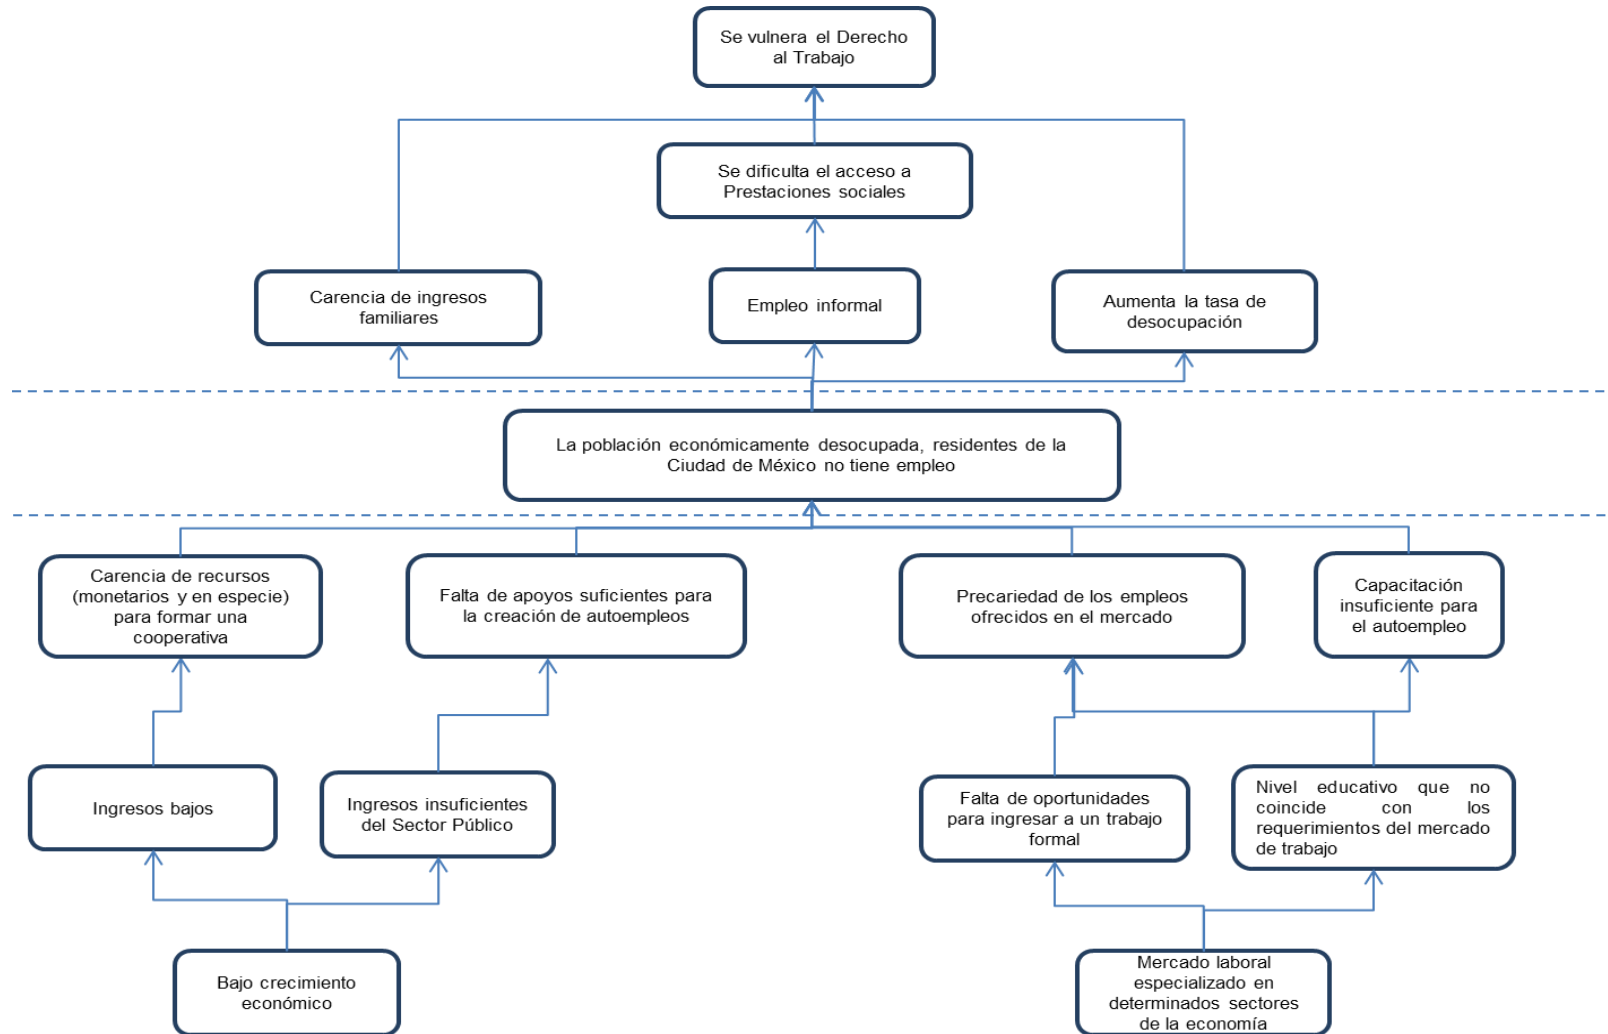 Se vulnera el Derecho
al Trabajo
Se dificulta el acceso a
Prestaciones sociales
Carencia de ingresos
familiares
Empleo informal
Aumenta la tasa de
desocupación
La población económicamente desocupada, residentes de la
Ciudad de México no tiene empleo
Carencia de recursos
(monetarios y en especie)
para formar una
cooperativa
Falta de apoyos suficientes para
la creación de autoempleos
Precariedad de los empleos
ofrecidos en el mercado
Capacitación
insuficiente para
el autoempleo
Ingresos bajos
Ingresos insuficientes
del Sector Público
Falta de oportunidades
para ingresar a un trabajo
formal
Nivel educativo que no
coincide con los
requerimientos del mercado
de trabajo
Bajo crecimiento
económico
Mercado laboral
especializado en
determinados sectores
de la economía